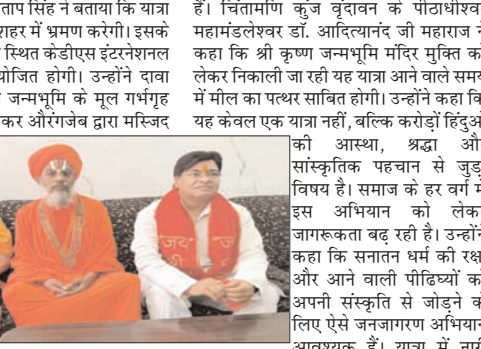 ताप सिंह ने बताया कि यात्रा
शहर में भ्रमण करेगी। इसके
स्थित केडीएस इंटरनेशनल
योजित होगी। उन्होंने दावा
जन्मभूमि के मूल गर्भगृह
कर औरंगजेब द्वारा मस्जिद
हैं। चिंतामणि कुंज वृंदावन के पीठाधीश्व
महामंडलेश्वर डॉ. आदित्यानंद जी महाराज ने
कहा कि श्री कृष्ण जन्मभूमि मंदिर मुक्ति को
लेकर निकाली जा रही यह यात्रा आने वाले समय
में मील का पत्थर साबित होगी। उन्होंने कहा कि
यह केवल एक यात्रा नहीं, बल्कि करोड़ों हिंदुओं
की आस्था, श्रद्धा औ
सांस्कृतिक पहचान से जुड़
विषय है। समाज के हर वर्ग में
इस अभियान को लेक
जागरूकता बढ़ रही है। उन्होंने
कहा कि सनातन धर्म की रक्ष
और आने वाली पीढिय्यों को
अपनी संस्कृति से जोड़ने के
लिए ऐसे जनजागरण अभियान
आवश्यक हैं। यात्रा में